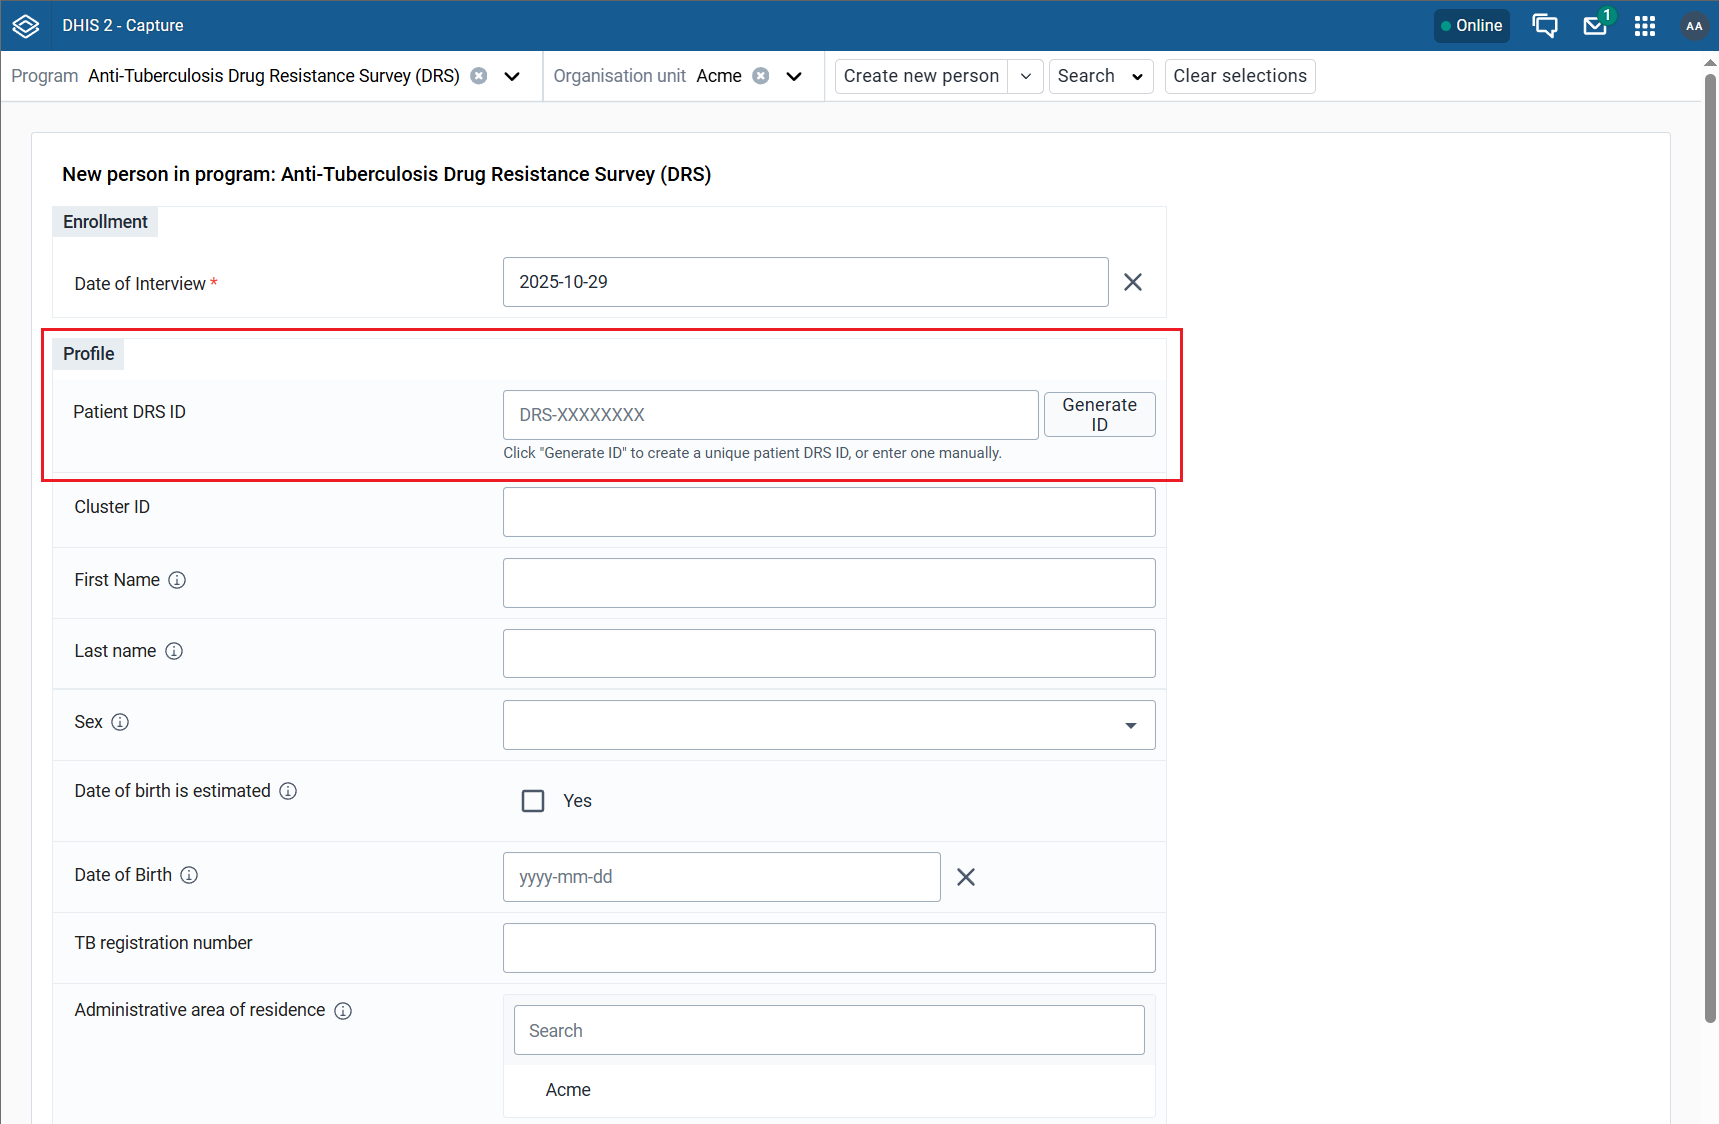 DHIS 2 - Capture
Online
1
AA
Program Anti-Tuberculosis Drug Resistance Survey (DRS)
Organisation unit Acme
Create new person
Search
Clear selections
New person in program: Anti-Tuberculosis Drug Resistance Survey (DRS)
Enrollment
Date of Interview *
2025-10-29
Profile
Patient DRS ID
DRS-XXXXXXXX
Generate
ID
Click "Generate ID" to create a unique patient DRS ID, or enter one manually.
Cluster ID
First Name
Last name
Sex
Date of birth is estimated
Yes
Date of Birth
yyyy-mm-dd
TB registration number
Administrative area of residence
Search
Acme